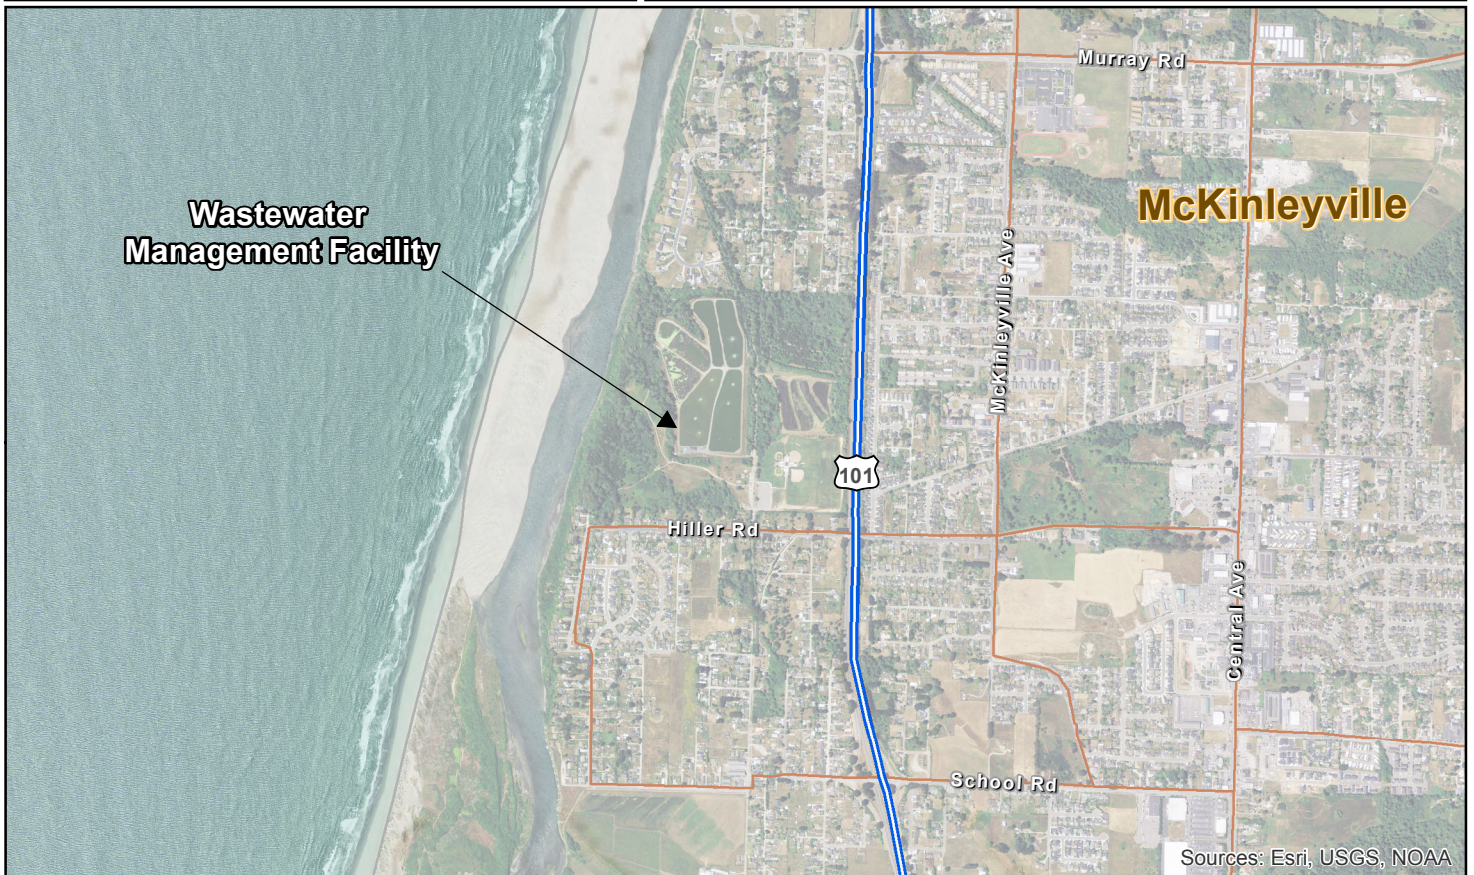 Murray Rd
McKinleyville
Wastewater
Management Facility
McKinleyville Ave
101
Hiller Rd
Central Ave
School Rd
Sources: Esri, USGS, NOAA